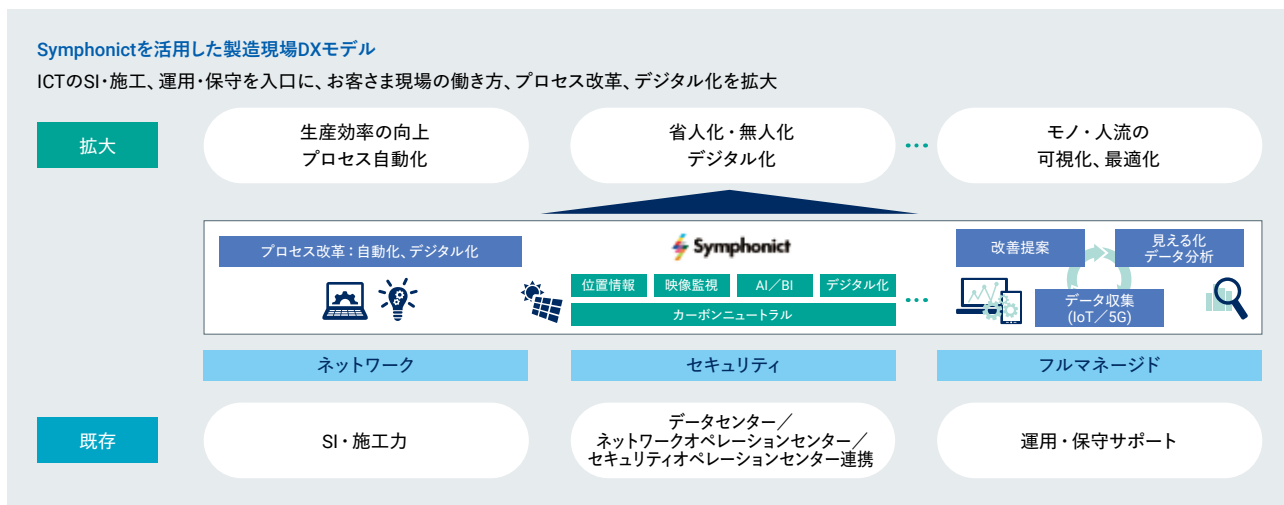 Symphonictを活用した製造現場DXモデル
ICTのSI・施工、運用・保守を入口に、お客さま現場の働き方、プロセス改革、デジタル化を拡大
拡大
生産効率の向上
プロセス自動化
省人化・無人化
デジタル化
…
モノ・人流の
可視化、最適化
プロセス改革：自動化、デジタル化
Symphonict
位置情報
映像監視
AI／BI
デジタル化
…
カーボンニュートラル
改善提案
見える化
データ分析
データ収集
(IoT／5G)
ネットワーク
セキュリティ
フルマネージド
既存
SI・施工力
データセンター／
ネットワークオペレーションセンター／
セキュリティオペレーションセンター連携
運用・保守サポート